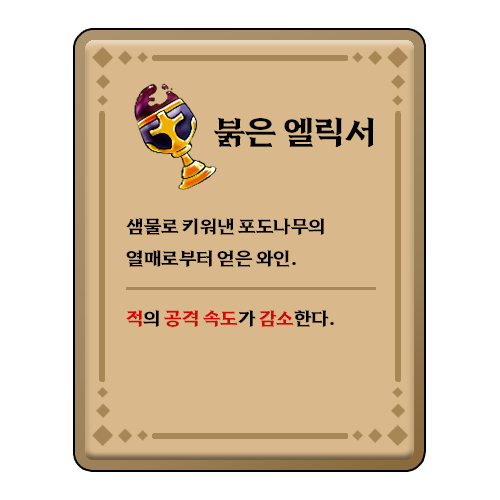 붉은 엘릭서
샘물로 키워낸 포도나무의
열매로부터 얻은 와인.
적의 공격 속도가 감소한다.